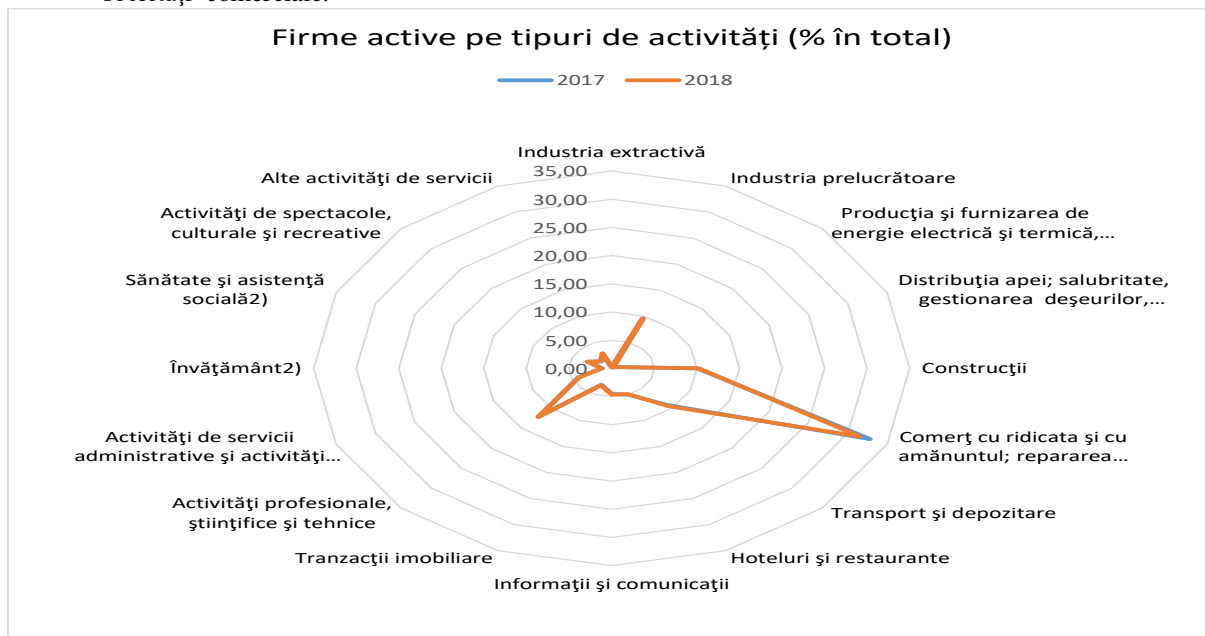 Firme active pe tipuri de activități (% în total)
2017 2018
Industria extractivă
35,00
30,00
25,00
20,00
15,00
10,00
5,00
0,00
Industria prelucrătoare
Producţia şi furnizarea de
energie electrică şi termică,...
Distribuţia apei; salubritate,
gestionarea deşeurilor,...
Construcţii
Comerţ cu ridicata şi cu
amănuntul; repararea...
Transport şi depozitare
Hoteluri şi restaurante
Informaţii şi comunicaţii
Tranzacţii imobiliare
Activităţi profesionale,
ştiinţifice şi tehnice
Activităţi de servicii
administrative şi activităţi...
Învăţământ2)
Sănătate şi asistenţă
socială2)
Activităţi de spectacole,
culturale şi recreative
Alte activităţi de servicii